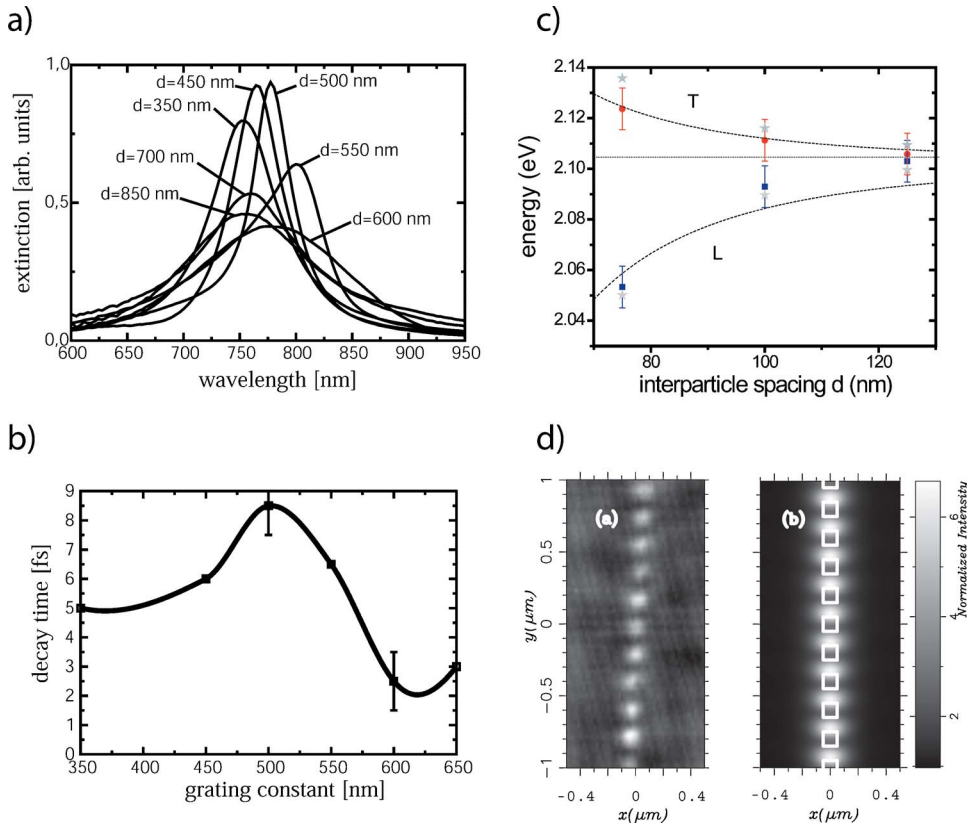 a)
1,0
0,5
0,0
d=450 nm
d=500 nm
d=350 nm
d=550 nm
d=700 nm
d=850 nm
d=600 nm
extinction [arb. units]
600 650 700 750 800 850 900 950
wavelength [nm]
c)
2.14
2.12
2.10
2.08
2.06
2.04
T
L
energy (eV)
80 100 120
interparticle spacing d (nm)
b)
9
8
7
6
5
4
3
2
1
0
decay time [fs]
350 400 450 500 550 600 650
grating constant [nm]
d)
(a)
1
0.5
0
-0.5
-1
y(μm)
-0.4 0 0.4
x(μm)
(b)
-0.4 0 0.4
x(μm)
6
4
2
Normalized Intensity